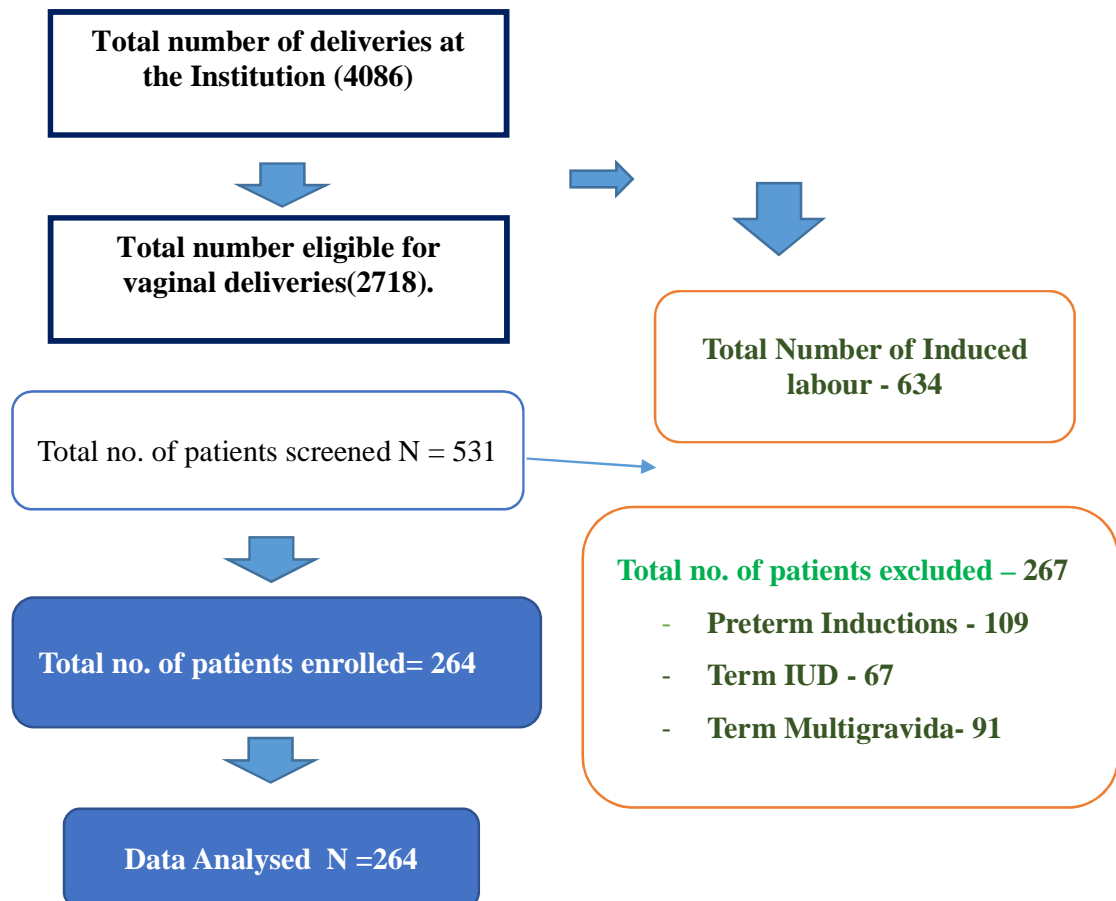 Total number of deliveries at
the Institution (4086)
Total number eligible for
vaginal deliveries(2718).
Total Number of Induced
labour - 634
Total no. of patients screened N = 531
Total no. of patients excluded – 267
- Preterm Inductions - 109
- Term IUD - 67
- Term Multigravida- 91
Total no. of patients enrolled= 264
Data Analysed N =264